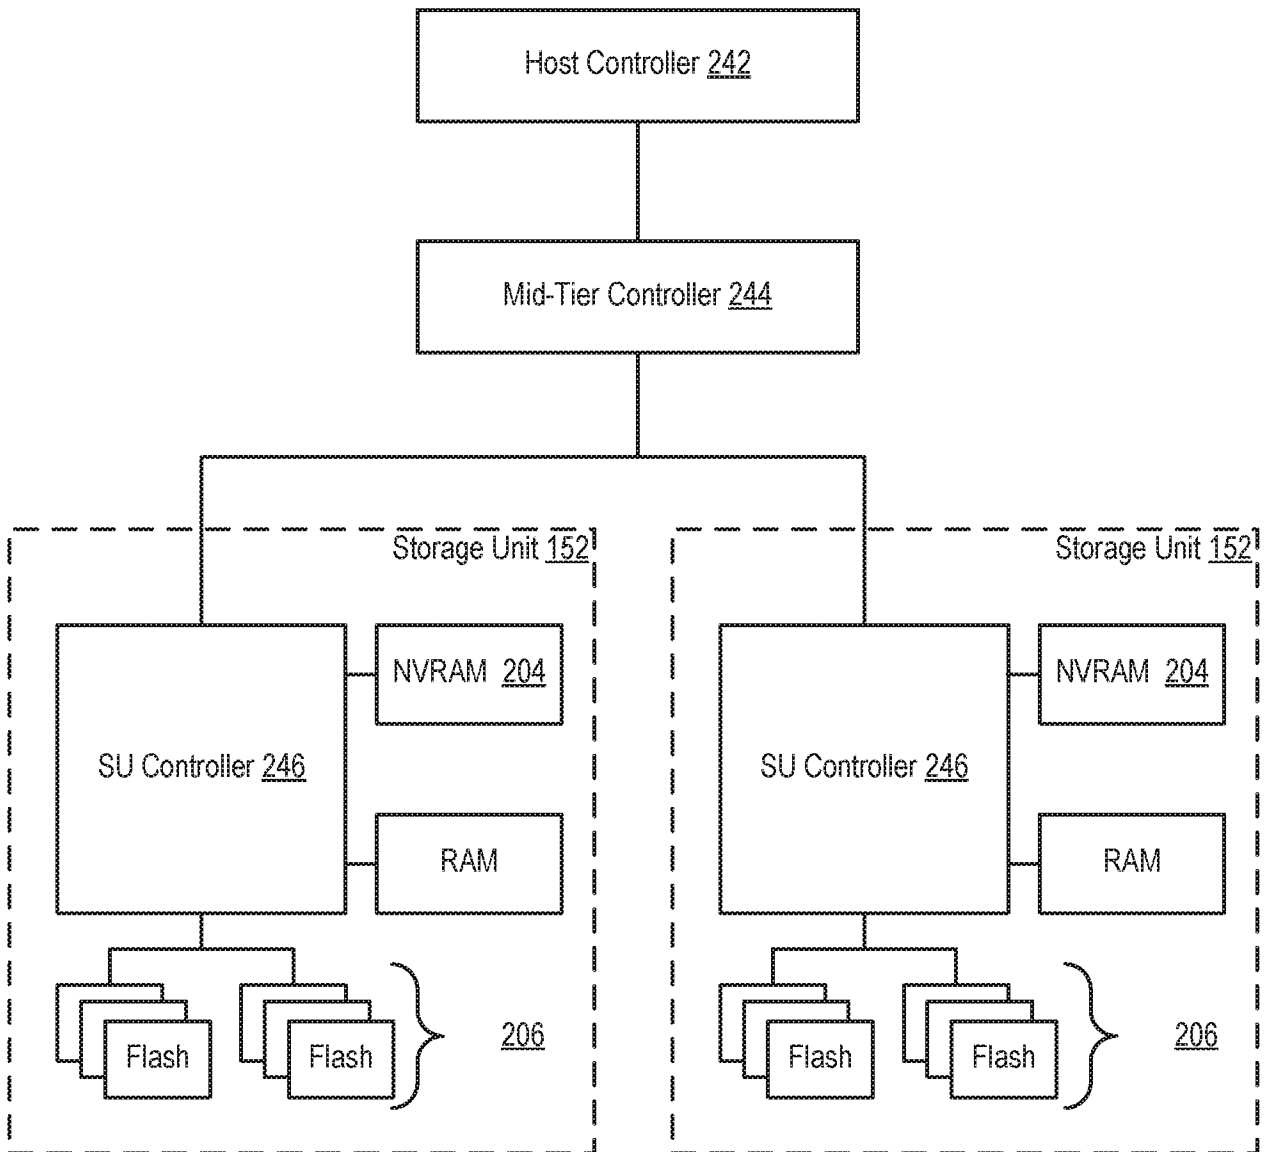 Host Controller 242
Mid-Tier Controller 244
Storage Unit 152
Storage Unit 152
NVRAM 204
NVRAM 204
SU Controller 246
SU Controller 246
RAM
RAM
206
206
Flash
Flash
Flash
Flash